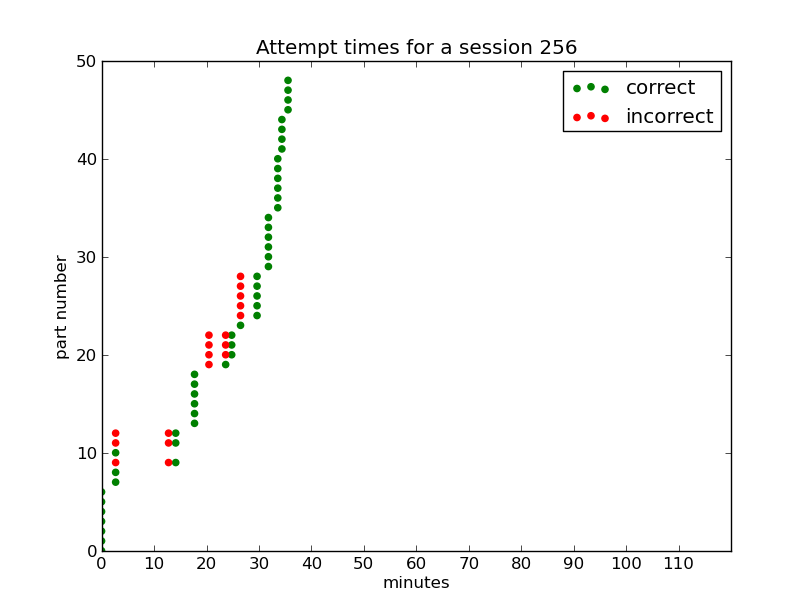 Attempt times for a session 256
correct
incorrect
50
40
30
20
10
0
part number
0 10 20 30 40 50 60 70 80 90 100 110
minutes